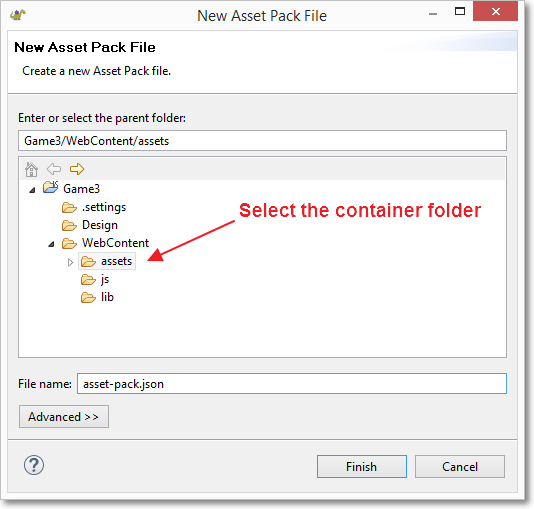 New Asset Pack File
New Asset Pack File
Create a new Asset Pack file.
Enter or select the parent folder:
Game3/WebContent/assets
Game3
.settings
Design
WebContent
assets
js
lib
Select the container folder
File name: asset-pack.json
Advanced >>
Finish Cancel